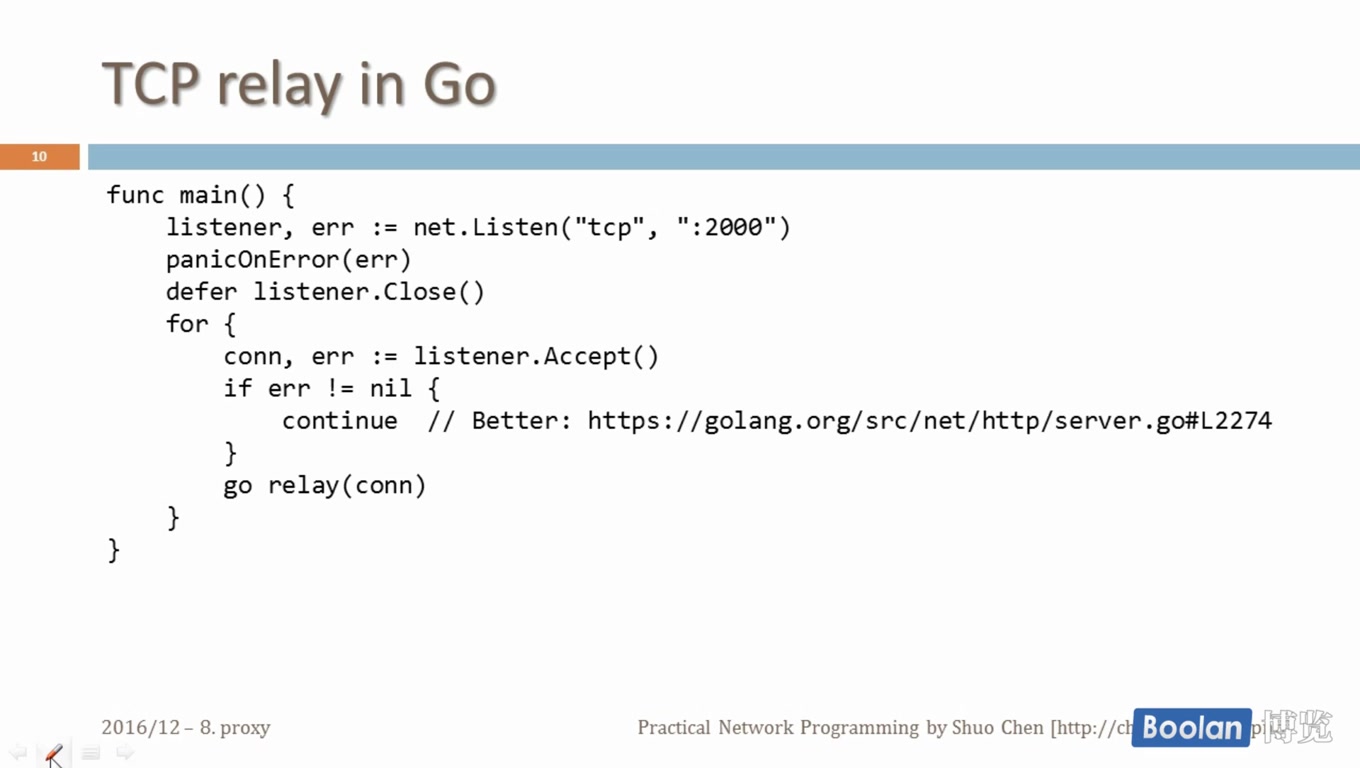 TCP relay in Go
10
func main() {
    listener, err := net.Listen("tcp", ":2000")
    panicOnError(err)
    defer listener.Close()
    for {
        conn, err := listener.Accept()
        if err != nil {
            continue  // Better: https://golang.org/src/net/http/server.go#L2274
        }
        go relay(conn)
    }
}
2016/12 – 8. proxy
Practical Network Programming by Shuo Chen [http://ch
Boolan 博览